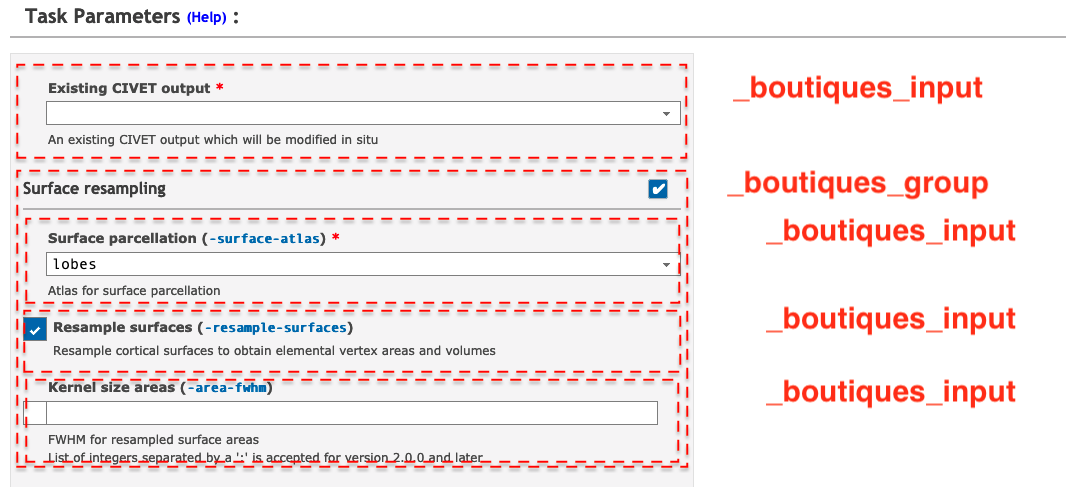 Task Parameters (Help) :
Existing CIVET output *
_boutiques_input
An existing CIVET output which will be modified in situ
Surface resampling
_boutiques_group
Surface parcellation (-surface-atlas) *
_boutiques_input
lobes
Atlas for surface parcellation
Resample surfaces (-resample-surfaces)
_boutiques_input
Resample cortical surfaces to obtain elemental vertex areas and volumes
Kernel size areas (-area-fwhm)
_boutiques_input
FWHM for resampled surface areas
List of integers separated by a ':' is accepted for version 2.0.0 and later